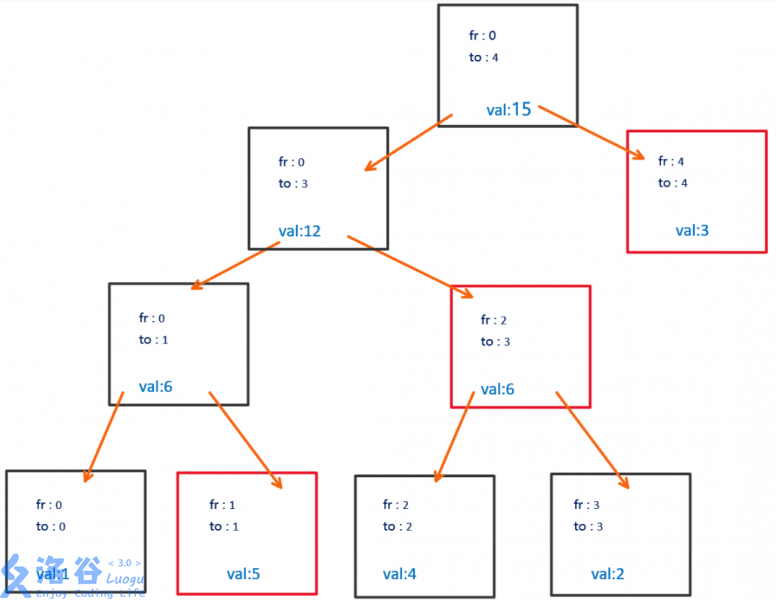 fr : 0
to : 4
val:15
fr : 0
to : 3
val:12
fr : 4
to : 4
val:3
fr : 0
to : 1
val:6
fr : 2
to : 3
val:6
fr : 0
to : 0
val:1
fr : 1
to : 1
val:5
fr : 2
to : 2
val:4
fr : 3
to : 3
val:2
洛谷
< 3.0 >
Luogu
Enjoy Coding Life